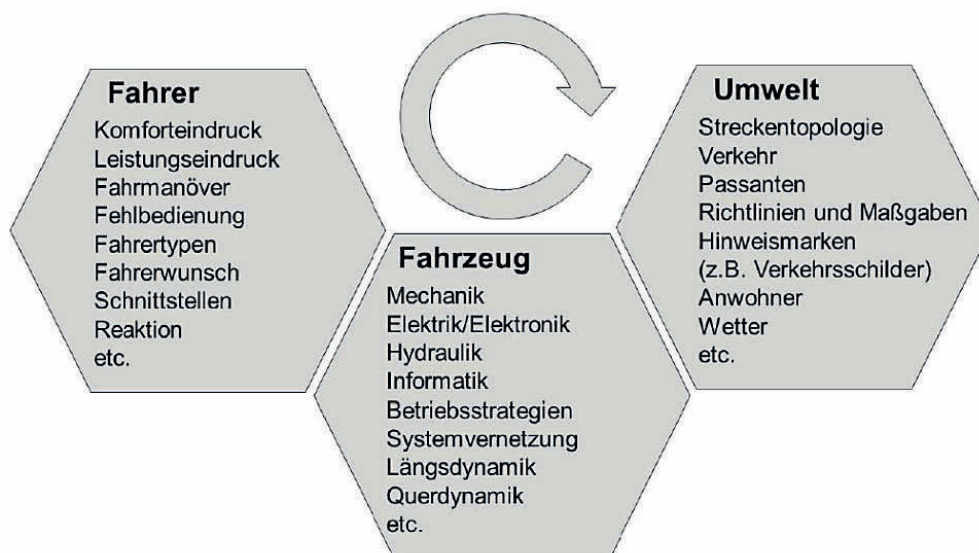 Fahrer
Komforteindruck
Leistungseindruck
Fahrmanöver
Fehlbedienung
Fahrertypen
Fahrerwunsch
Schnittstellen
Reaktion
etc.
Fahrzeug
Mechanik
Elektrik/Elektronik
Hydraulik
Informatik
Betriebsstrategien
Systemvernetzung
Längsdynamik
Querdynamik
etc.
Umwelt
Streckentopologie
Verkehr
Passanten
Richtlinien und Maßgaben
Hinweismarken
(z.B. Verkehrsschilder)
Anwohner
Wetter
etc.